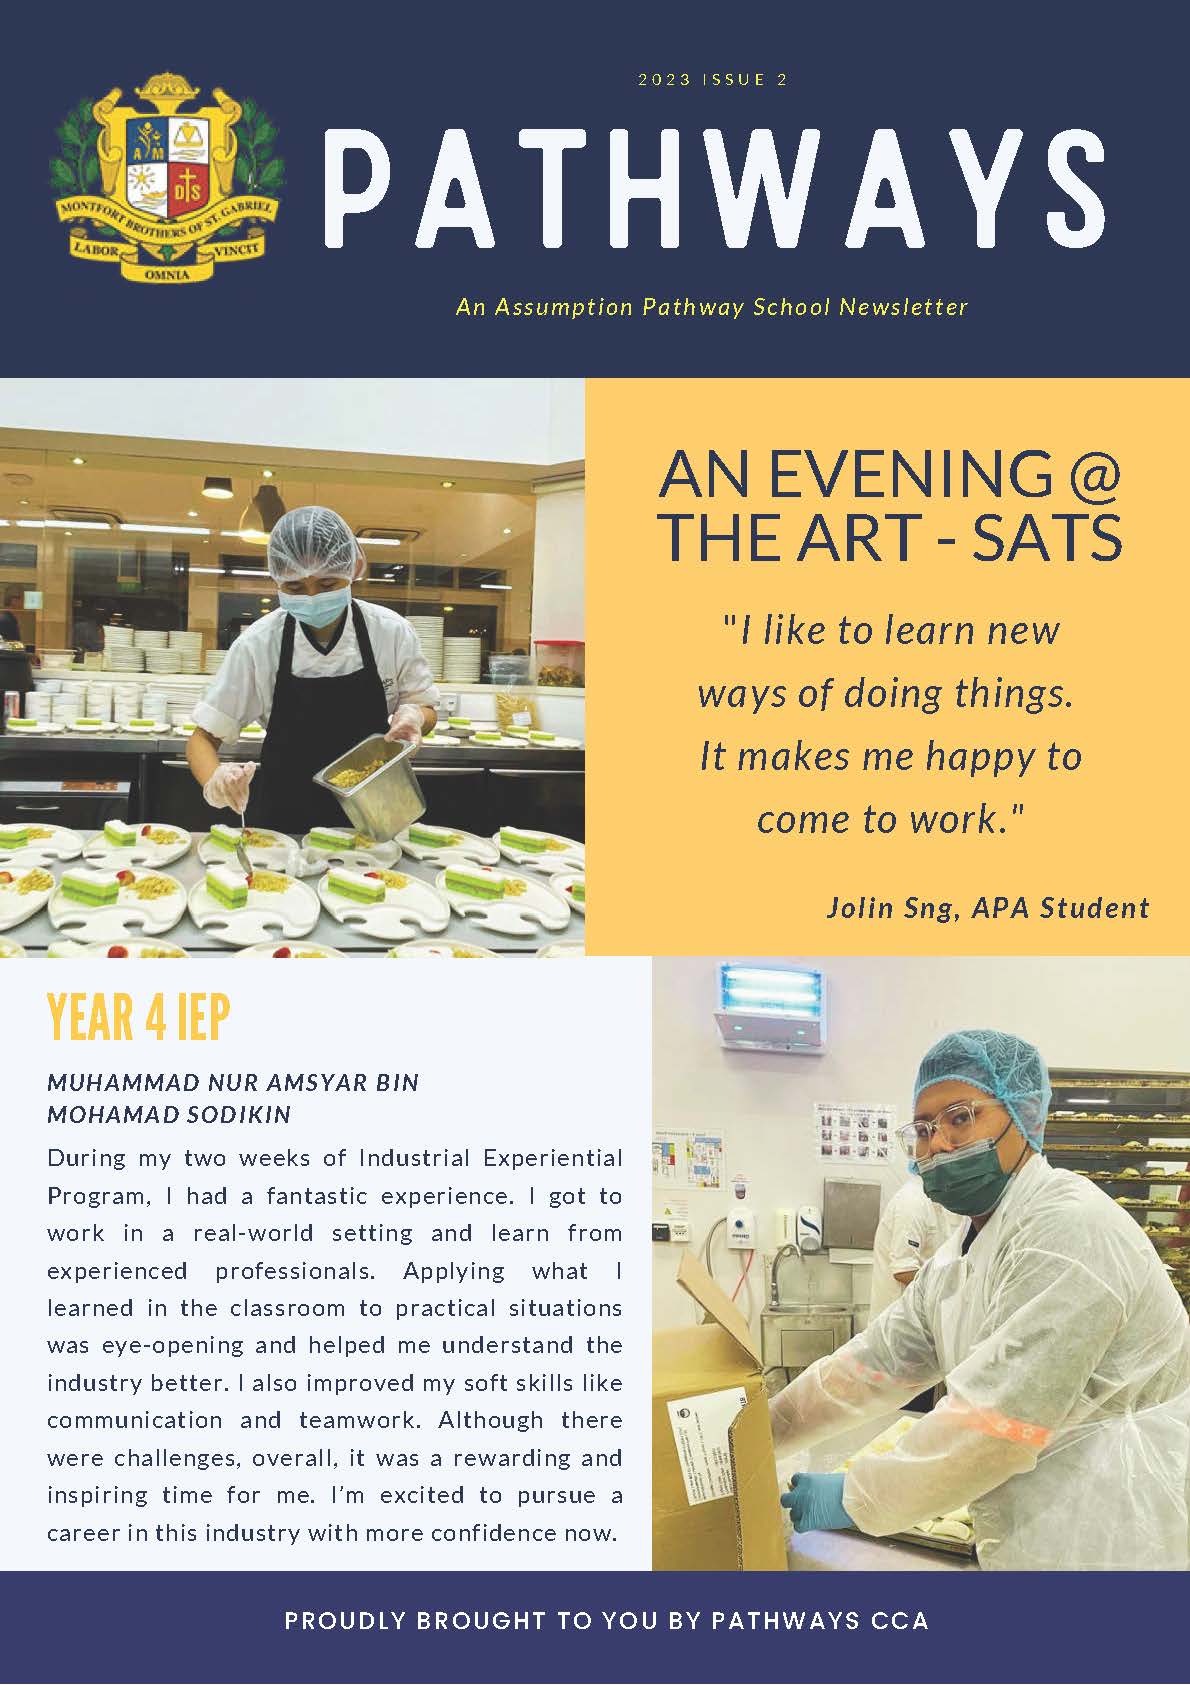 2023 ISSUE 2
PATHWAYS
A M
D S
MONTFORT BROTHERS OF ST. GABRIEL
LABOR VINCIT
OMNIA
An Assumption Pathway School Newsletter
AN EVENING @
THE ART - SATS
"I like to learn new
ways of doing things.
It makes me happy to
come to work."
Jolin Sng, APA Student
YEAR 4 IEP
MUHAMMAD NUR AMSYAR BIN
MOHAMAD SODIKIN
During my two weeks of Industrial Experiential
Program, I had a fantastic experience. I got to
work in a real-world setting and learn from
experienced professionals. Applying what I
learned in the classroom to practical situations
was eye-opening and helped me understand the
industry better. I also improved my soft skills like
communication and teamwork. Although there
were challenges, overall, it was a rewarding and
inspiring time for me. I'm excited to pursue a
career in this industry with more confidence now.
PROUDLY BROUGHT TO YOU BY PATHWAYS CCA